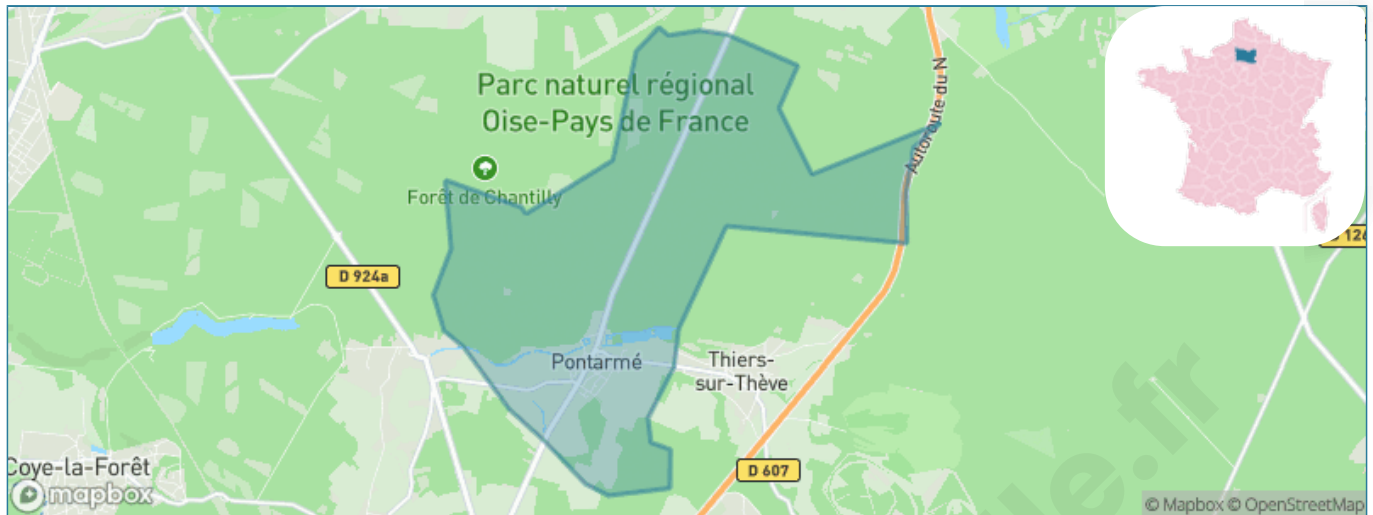 Parc naturel régional
Oise-Pays de France
Autoroute du N
Forêt de Chantilly
D 126
D 924a
Pontarmé
Thiers-
sur-Thève
Coye-la-Forêt
D 607
mapbox
© Mapbox © OpenStreetMap